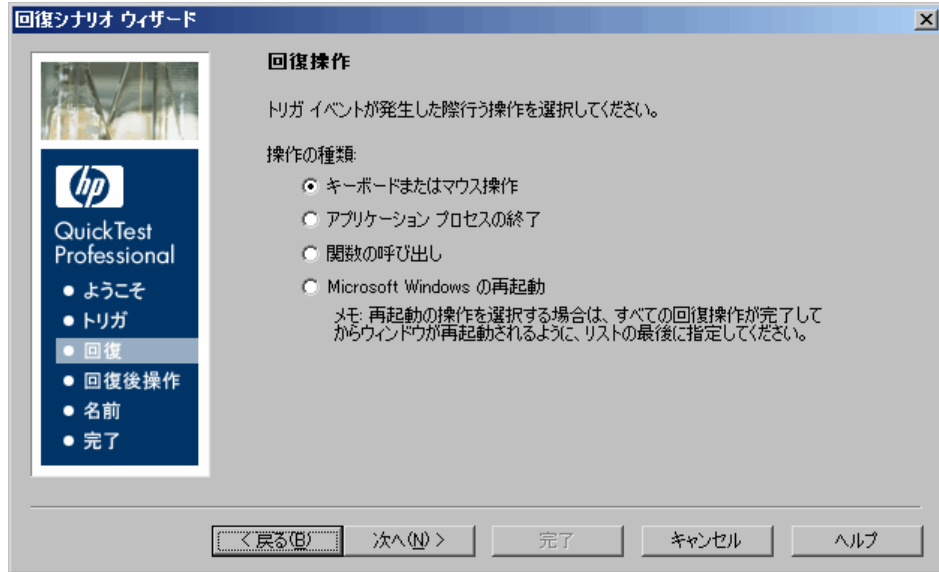 回復シナリオ ウィザード
回復操作
トリガ イベントが発生した際行う操作を選択してください。
操作の種類:
キーボードまたはマウス操作
アプリケーション プロセスの終了
関数の呼び出し
Microsoft Windows の再起動
メモ: 再起動の操作を選択する場合は、すべての回復操作が完了して
からウィンドウが再起動されるように、リストの最後に指定してください。
hp
QuickTest
Professional
● ようこそ
● トリガ
● 回復
● 回復後操作
● 名前
● 完了
< 戻る(B)
次へ(N) >
完了
キャンセル
ヘルプ